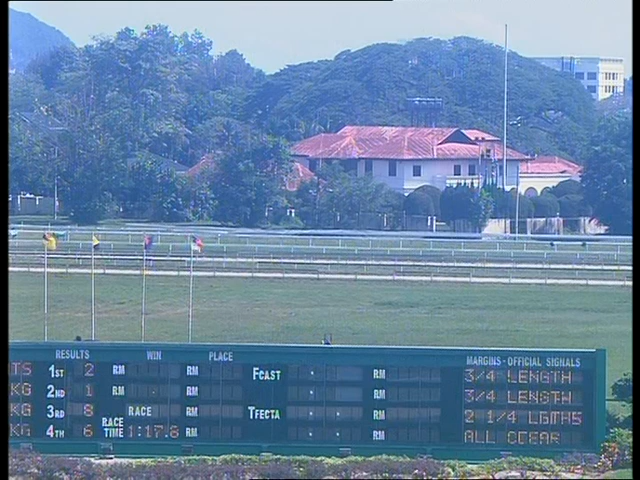 RESULTS WIN PLACE MARGINS-OFFICIAL SIGNALS
TS 1ST 2 RM RM FCAST RM 3/4 LENGTH
KG 2ND 1 RM RM RM 3/4 LENGTH
KG 3RD 8 RACE RM TFECTA RM 2 1/4 LGTHS
KG 4TH 6 RACE TIME 1:17.8 RM RM ALL CLEAR